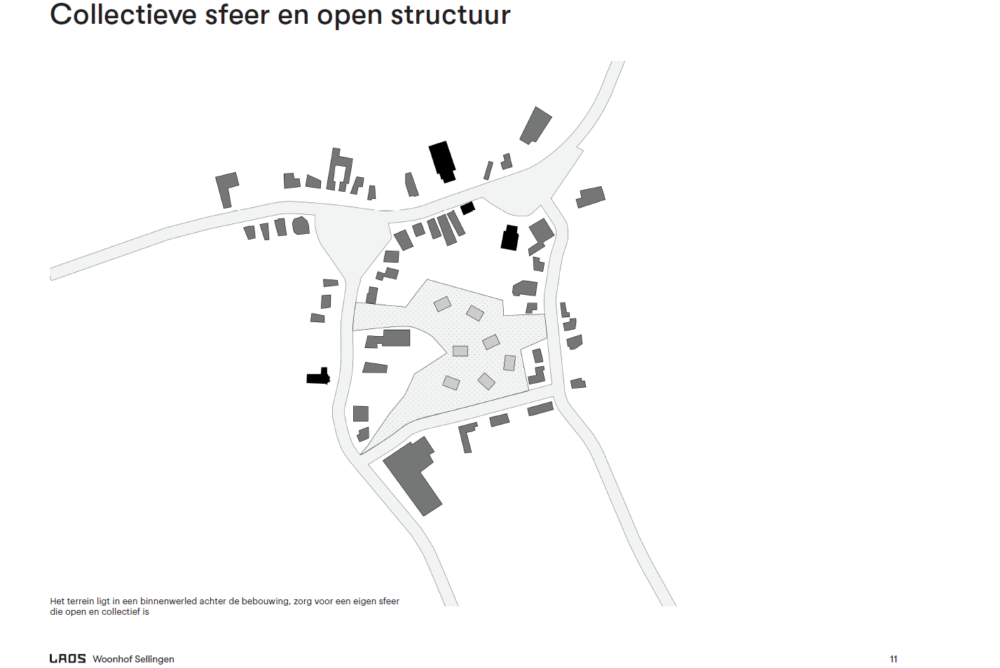 Collectieve sfeer en open structuur
Het terrein ligt in een binnenwerled achter de bebouwing, zorg voor een eigen sfeer
die open en collectief is
LAOS Woonhof Sellingen
11